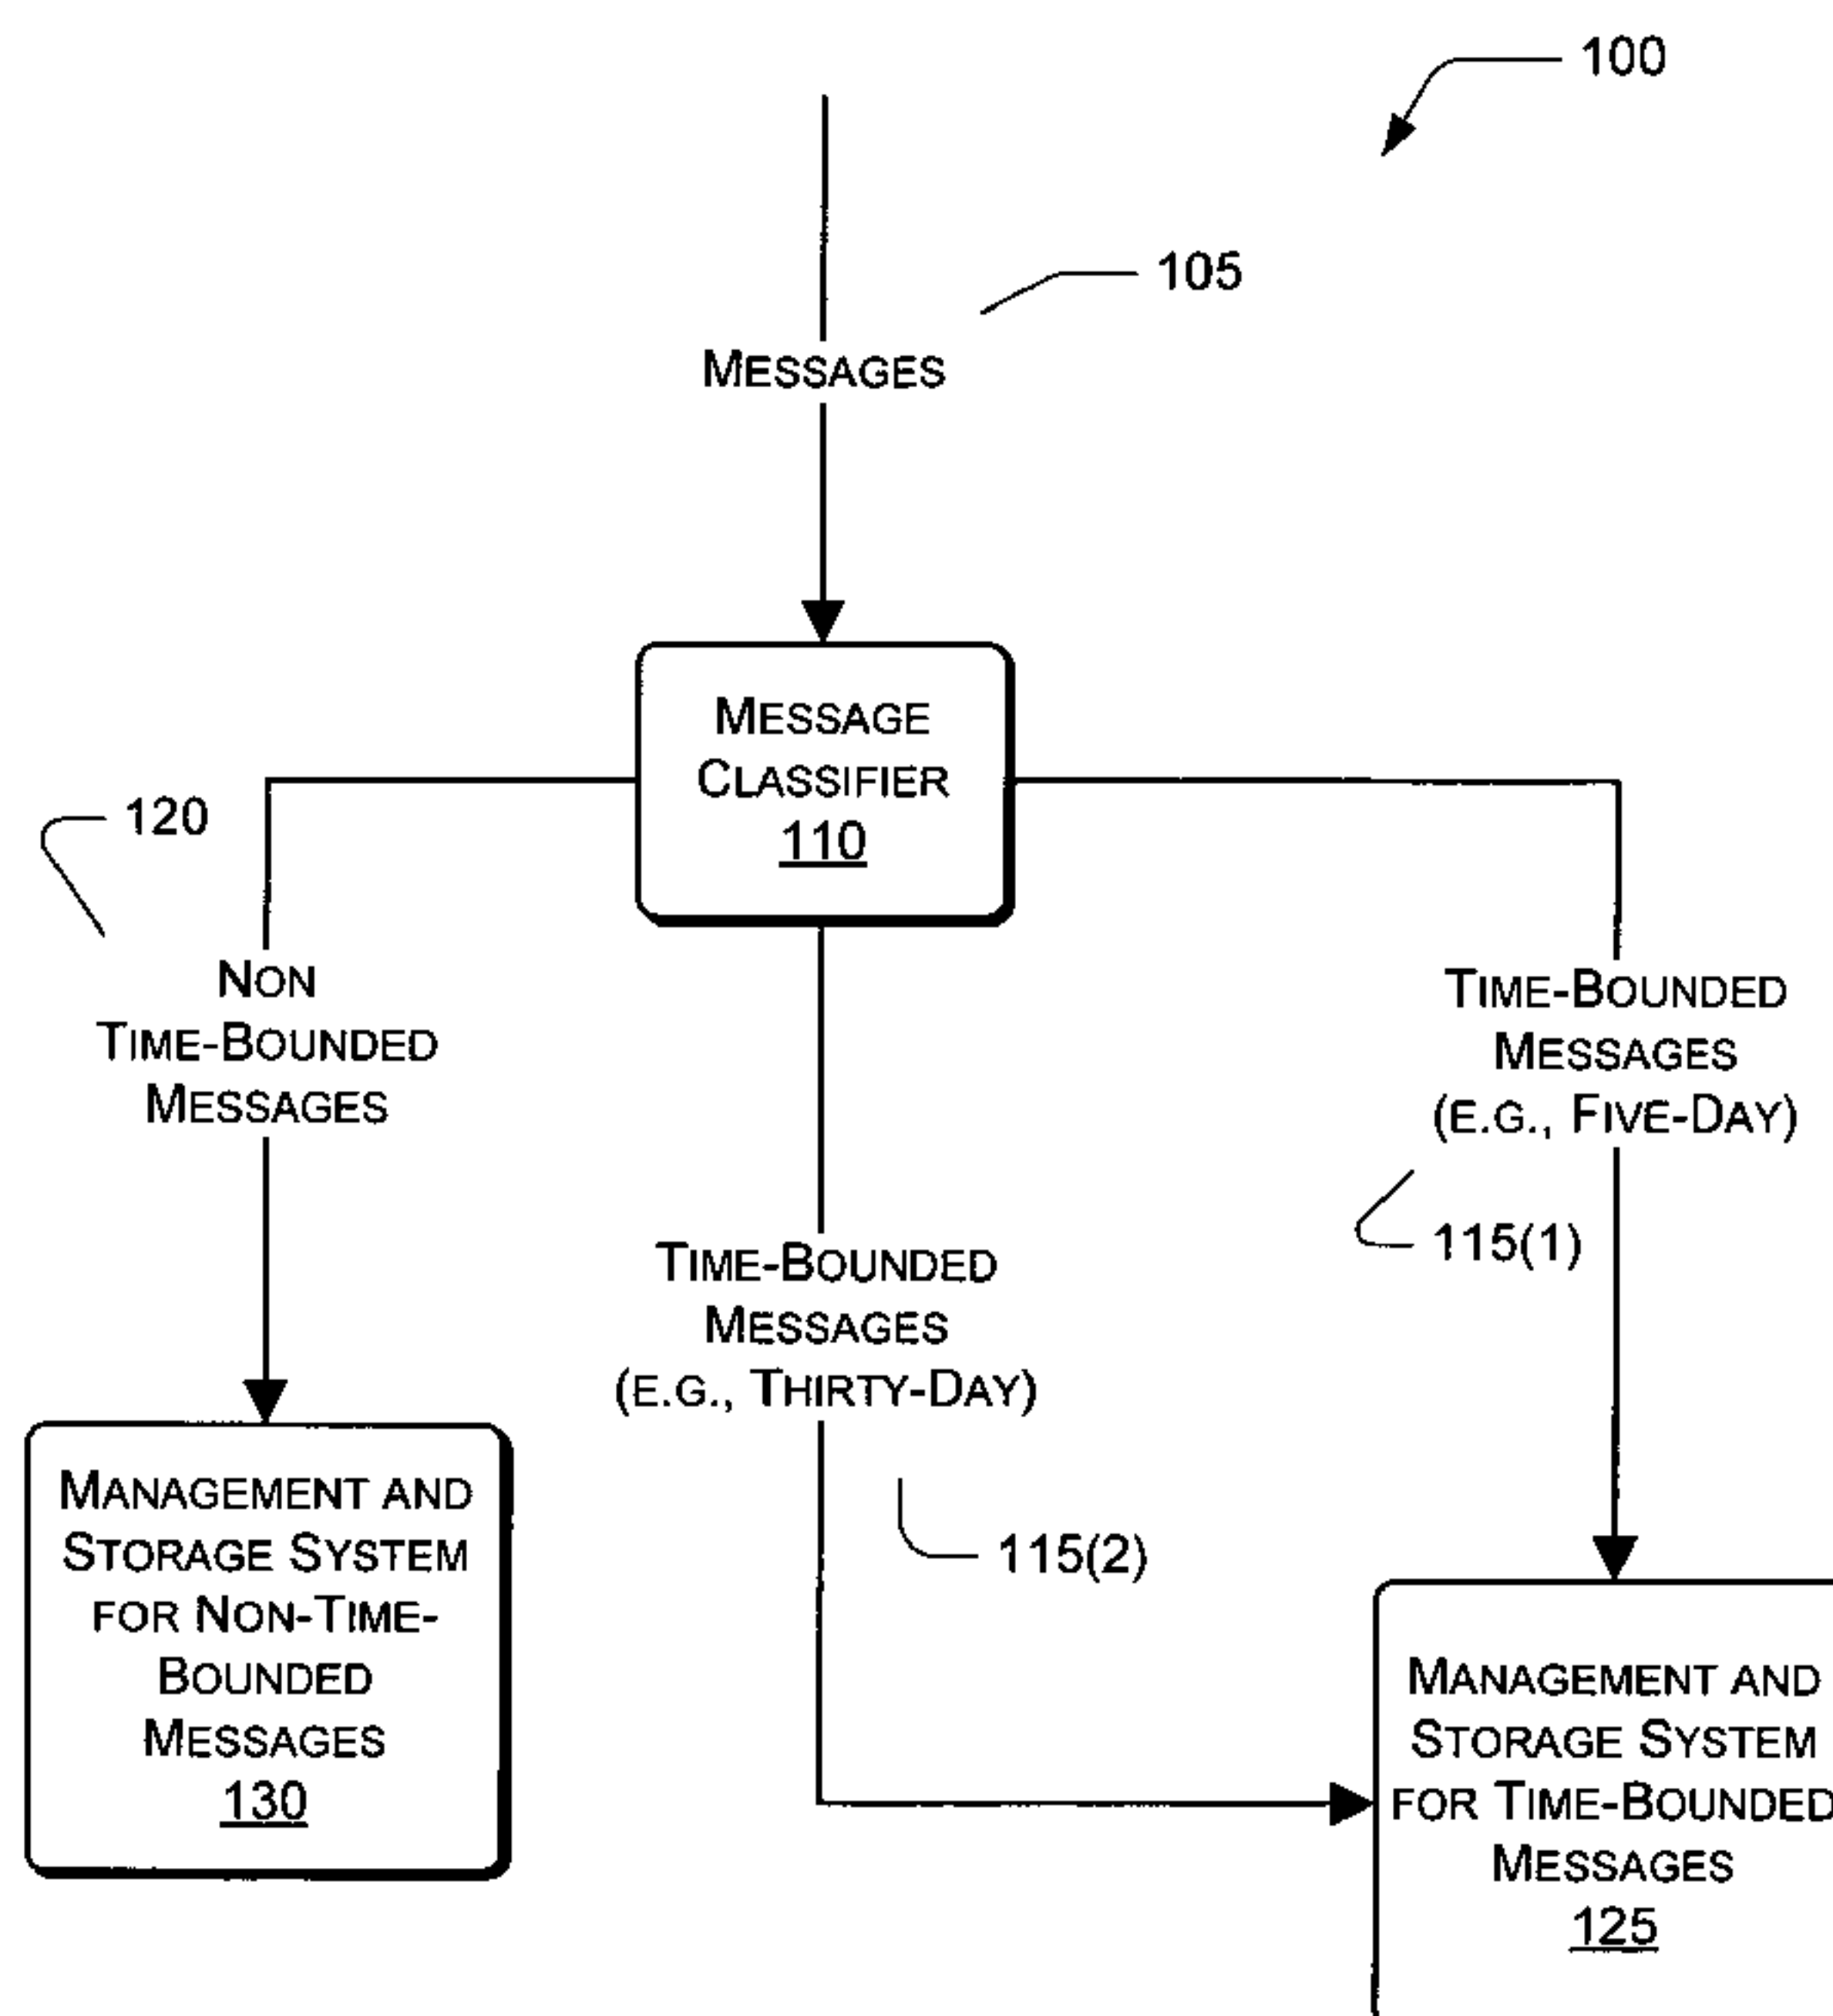 100
105
MESSAGES
MESSAGE
CLASSIFIER
110
120
NON
TIME-BOUNDED
MESSAGES
TIME-BOUNDED
MESSAGES
(E.G., FIVE-DAY)
115(1)
TIME-BOUNDED
MESSAGES
(E.G., THIRTY-DAY)
115(2)
MANAGEMENT AND
STORAGE SYSTEM
FOR NON-TIME-
BOUNDED
MESSAGES
130
MANAGEMENT AND
STORAGE SYSTEM
FOR TIME-BOUNDED
MESSAGES
125